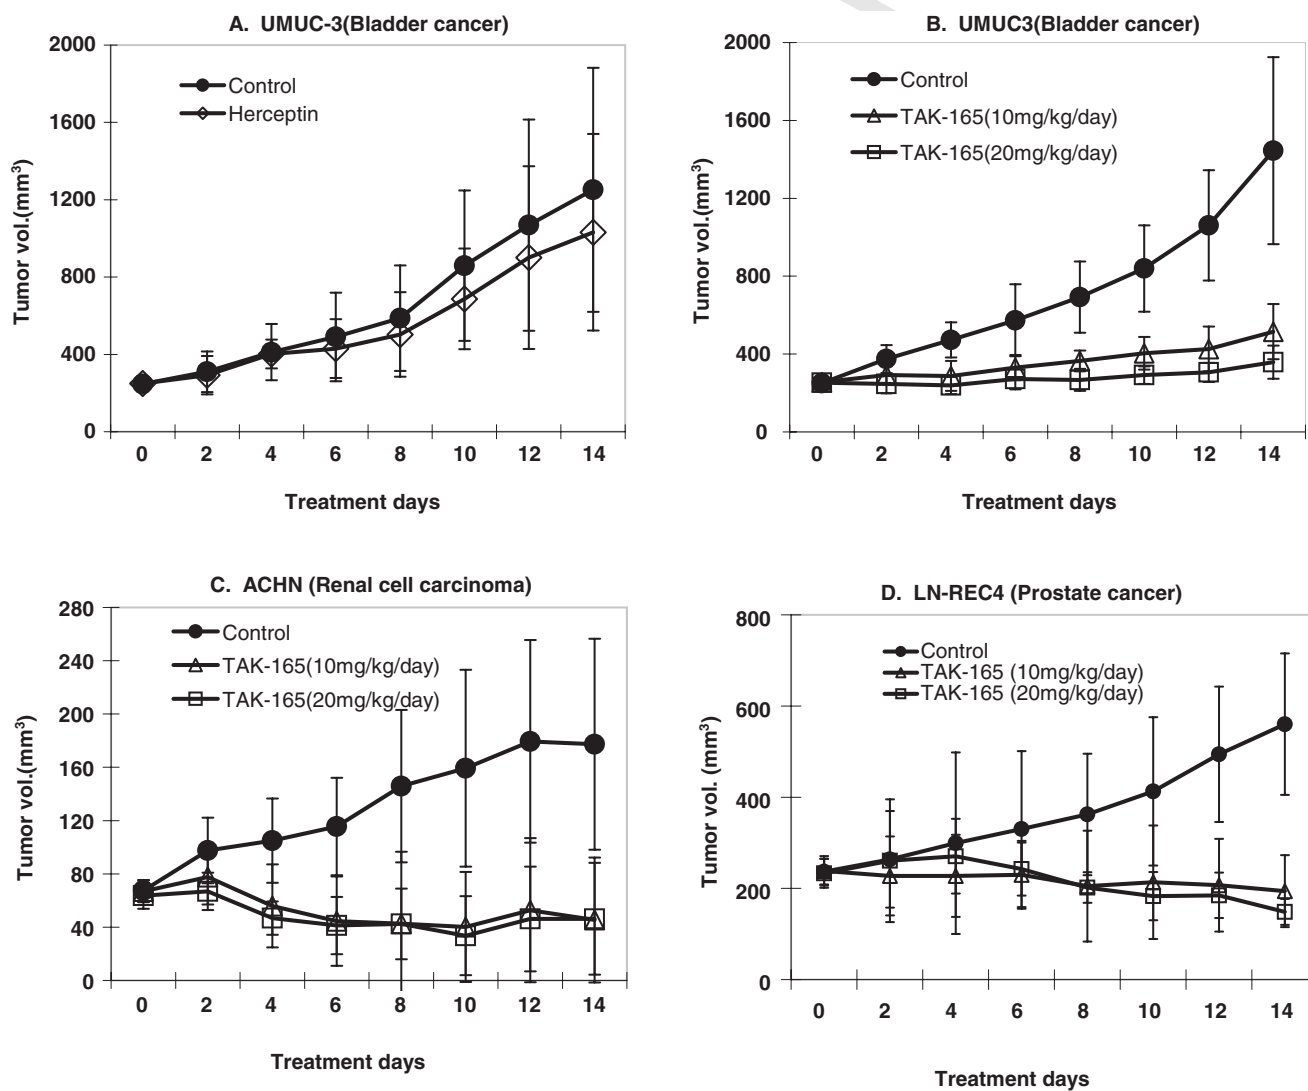 A. UMUC-3(Bladder cancer)
2000
1600
1200
800
400
0
Tumor vol.(mm³)
Control
Herceptin
0 2 4 6 8 10 12 14
Treatment days
B. UMUC3(Bladder cancer)
2000
1600
1200
800
400
0
Tumor vol.(mm³)
Control
TAK-165(10mg/kg/day)
TAK-165(20mg/kg/day)
0 2 4 6 8 10 12 14
Treatment days
C. ACHN (Renal cell carcinoma)
280
240
200
160
120
80
40
0
Tumor vol.(mm³)
Control
TAK-165(10mg/kg/day)
TAK-165(20mg/kg/day)
0 2 4 6 8 10 12 14
Treatment days
D. LN-REC4 (Prostate cancer)
800
600
400
200
0
Tumor vol. (mm³)
Control
TAK-165 (10mg/kg/day)
TAK-165 (20mg/kg/day)
0 2 4 6 8 10 12 14
Treatment days